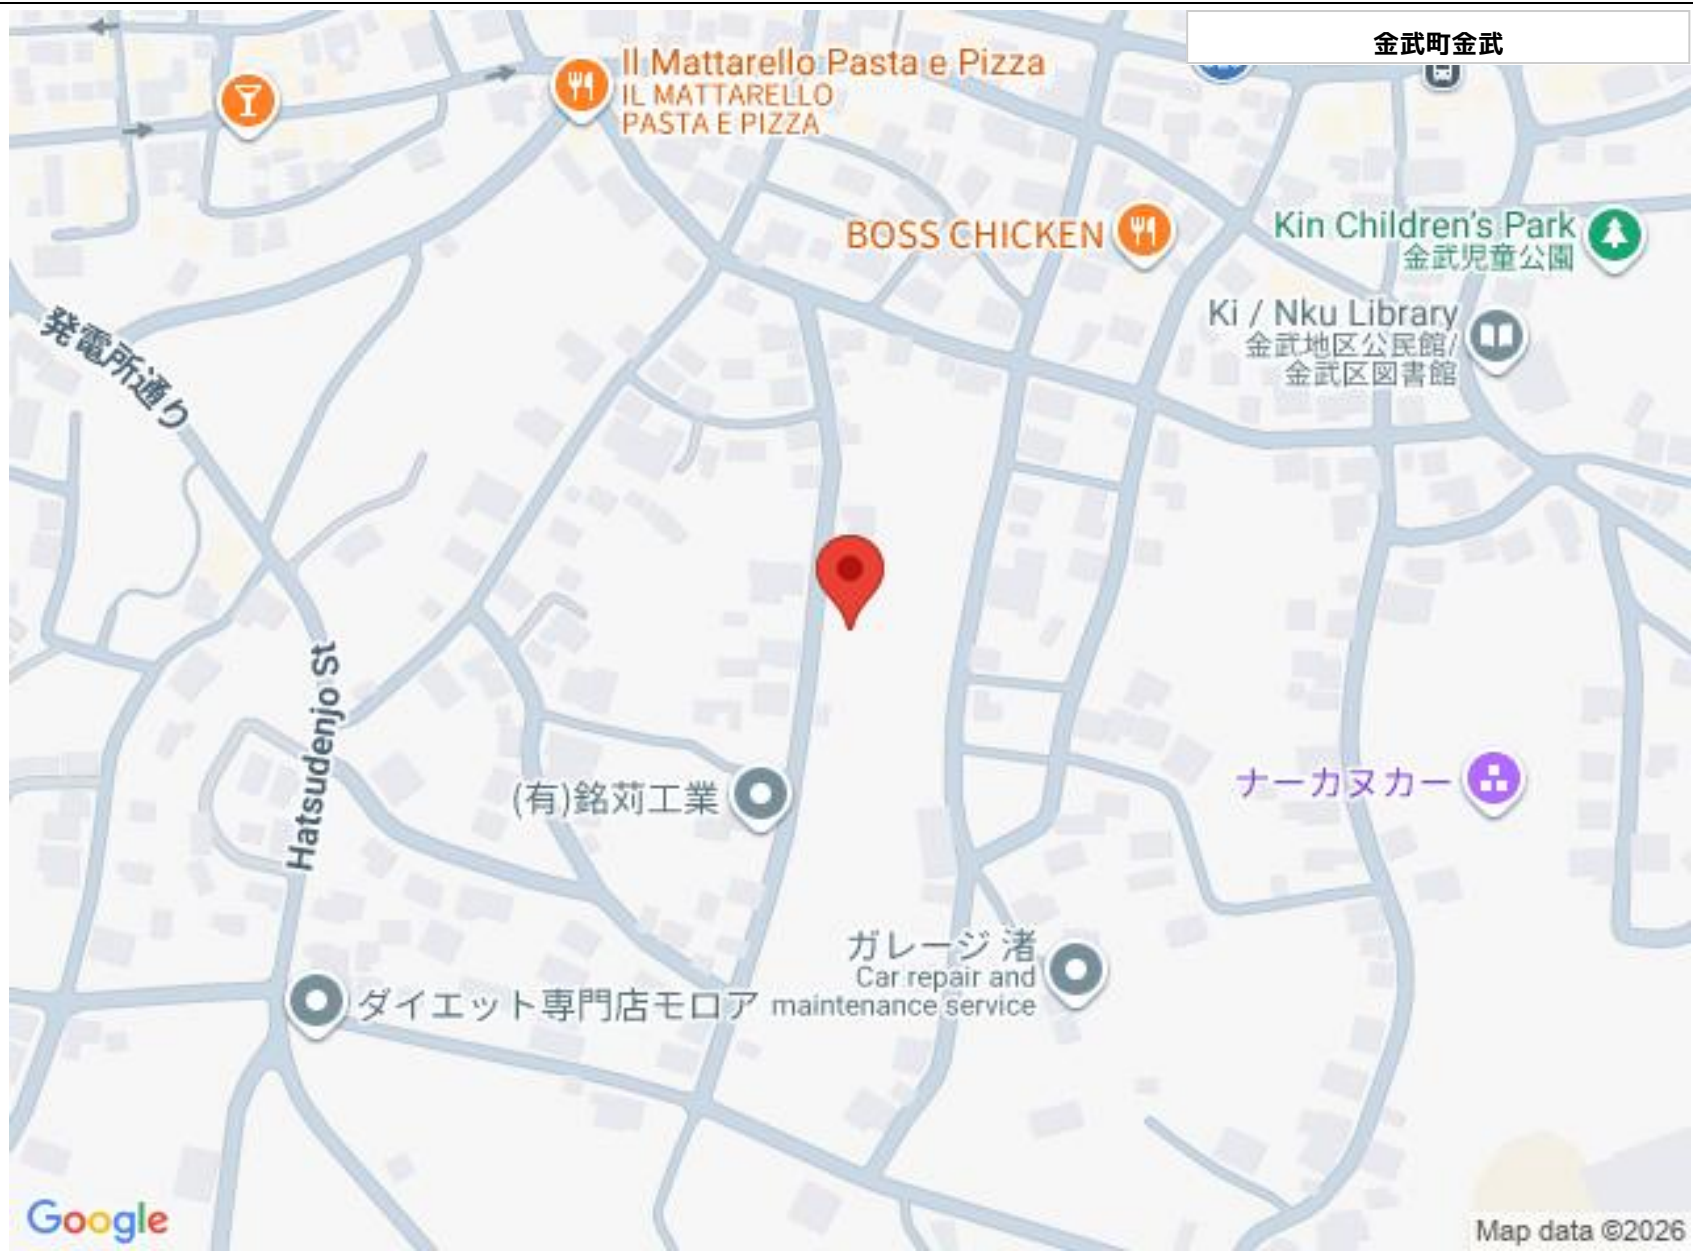 金武町金武
Il Mattarello Pasta e Pizza
IL MATTARELLO
PASTA E PIZZA
BOSS CHICKEN
Kin Children's Park
金武児童公園
Ki / Nku Library
金武地区公民館/
金武区図書館
発電所通り
Hatsudenjo St
(有)銘苅工業
ナーカヌカー
ガレージ 渚
Car repair and
maintenance service
ダイエット専門店モロア
Google
Map data ©2026